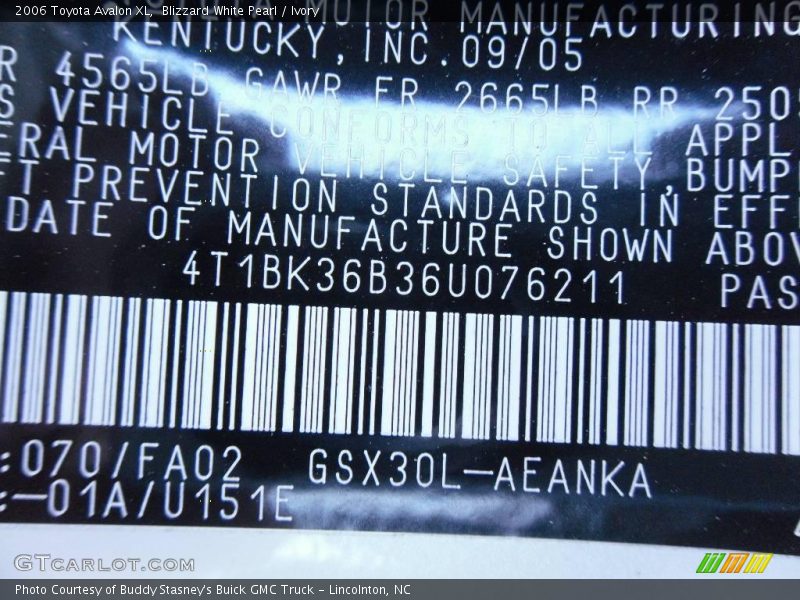 2006 Toyota Avalon XL, Blizzard White Pearl / Ivory
MOTOR MANUFACTURING
KENTUCKY, INC. 09/05
R 4565LB GAWR FR 2665LB RR 250
S VEHICLE CONFORMS TO ALL APPL
ERAL MOTOR VEHICLE SAFETY, BUMP
FT PREVENTION STANDARDS IN EFF
DATE OF MANUFACTURE SHOWN ABOV
4T1BK36B36U076211 PAS
:070/FA02 GSX30L-AEANKA
:-01A/U151E
GTCARLOT.COM
Photo Courtesy of Buddy Stasney's Buick GMC Truck - Lincolnton, NC